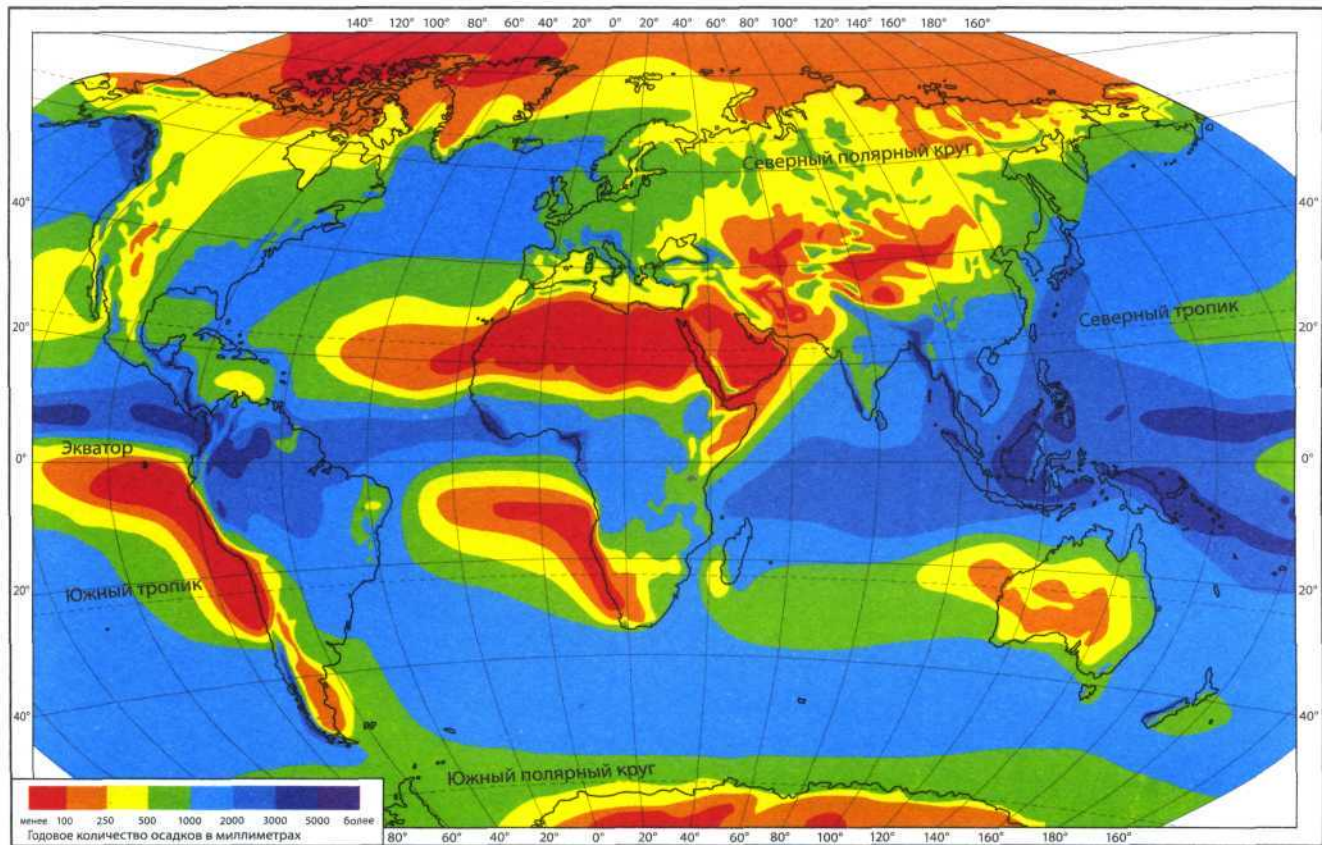 140° 120° 100° 80° 60° 40° 20° 0° 20° 40° 60° 80° 100° 120° 140° 160° 180° 160°
Северный полярный круг
40° 40°
Северный тропик
20° 20°
Экватор
0° 0°
Южный тропик
20° 20°
40° 40°
Южный полярный круг
менее 100 250 500 1000 2000 3000 5000 более
Годовое количество осадков в миллиметрах
80° 60° 40° 20° 0° 20° 40° 60° 80° 100° 120° 140° 160° 180° 160°